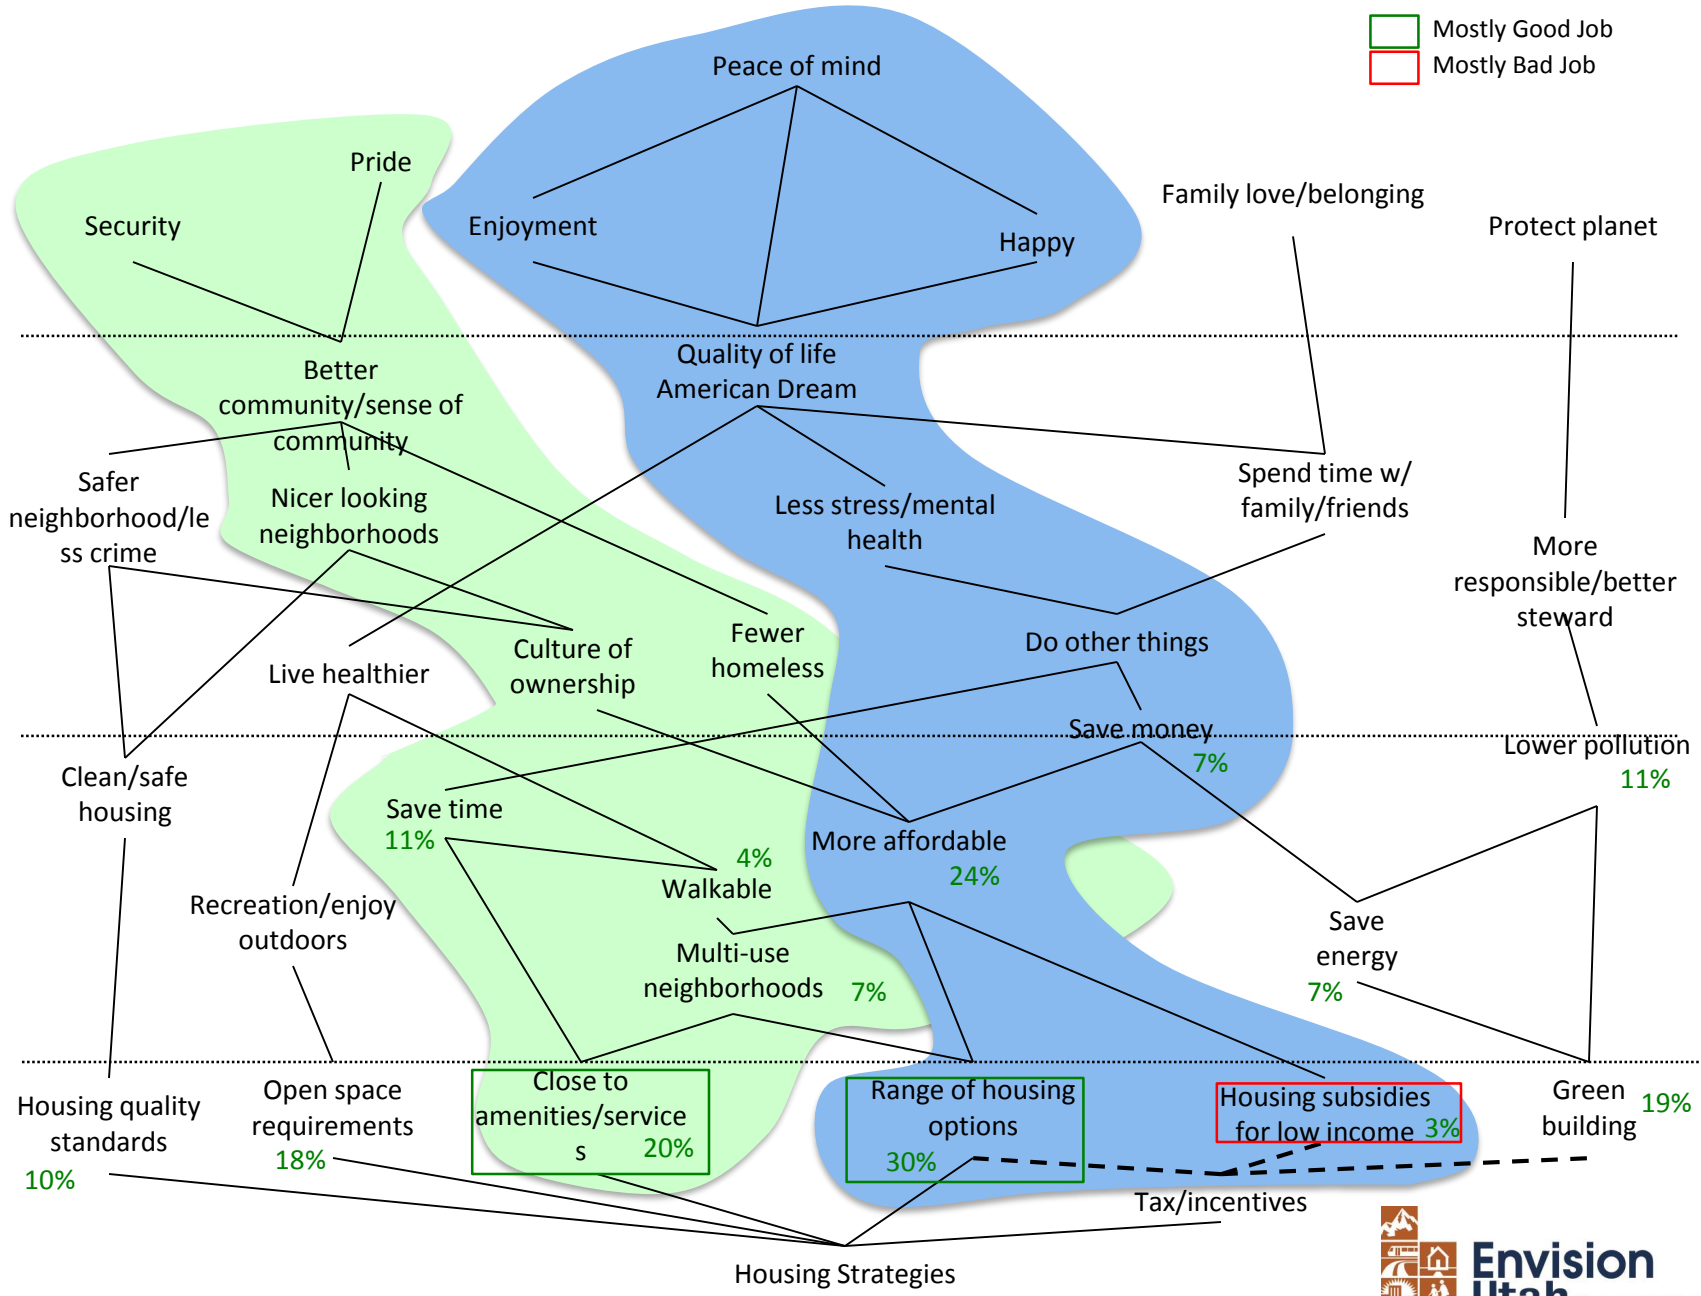 Mostly Good Job
Mostly Bad Job
Peace of mind
Pride
Security
Enjoyment
Happy
Family love/belonging
Protect planet
Better
community/sense of
community
Quality of life
American Dream
Safer
neighborhood/le
ss crime
Nicer looking
neighborhoods
Less stress/mental
health
Spend time w/
family/friends
More
responsible/better
steward
Live healthier
Culture of
ownership
Fewer
homeless
Do other things
Save money
7%
Lower pollution
11%
Clean/safe
housing
Save time
11%
4%
Walkable
More affordable
24%
Recreation/enjoy
outdoors
Multi-use
neighborhoods
7%
Save
energy
7%
Housing quality
standards
10%
Open space
requirements
18%
Close to
amenities/service
s
20%
Range of housing
options
30%
Housing subsidies
for low income
3%
Green
building
19%
Tax/incentives
Housing Strategies
Envision
Utah